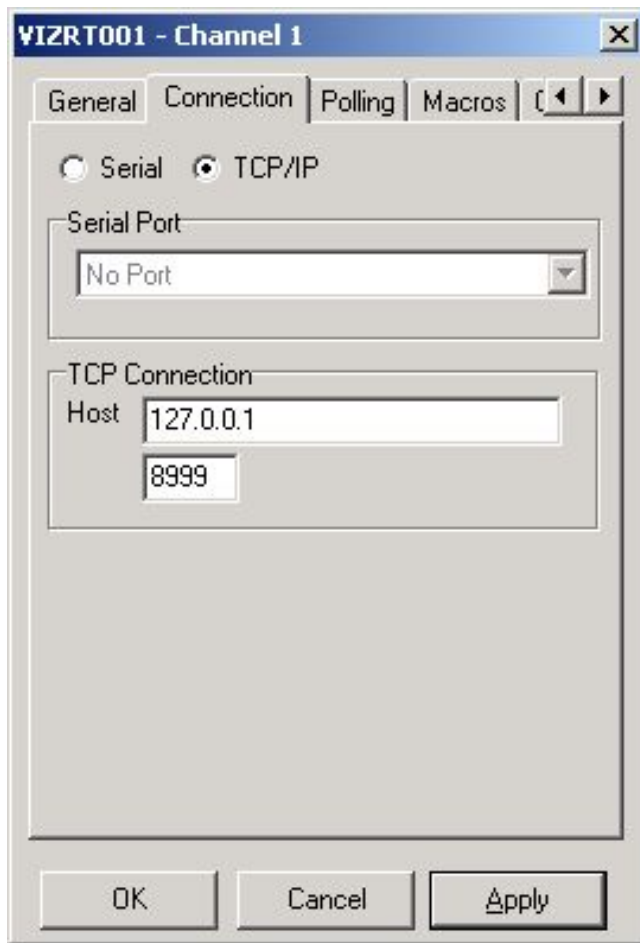 VIZRT001 - Channel 1
General Connection Polling Macros
Serial TCP/IP
Serial Port
No Port
TCP Connection
Host 127.0.0.1
8999
OK Cancel Apply